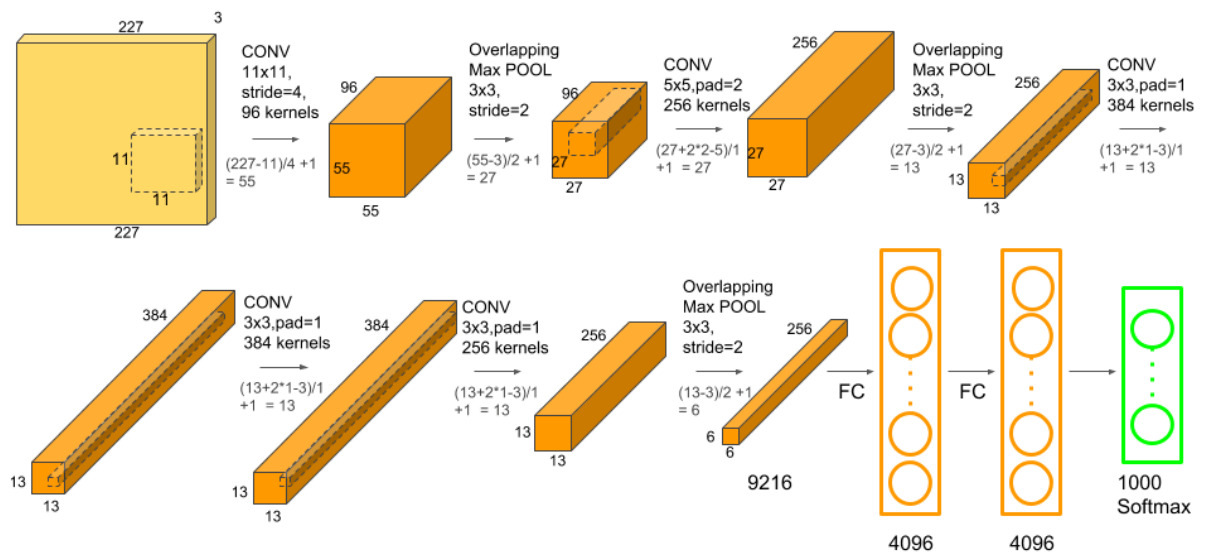 227
3
11
11
227
CONV
11x11,
stride=4,
96 kernels
(227-11)/4 +1
= 55
96
55
55
Overlapping
Max POOL
3x3,
stride=2
(55-3)/2 +1
= 27
96
27
27
CONV
5x5,pad=2
256 kernels
(27+2*2-5)/1
+1 = 27
256
27
27
Overlapping
Max POOL
3x3,
stride=2
(27-3)/2 +1
= 13
256
13
13
CONV
3x3,pad=1
384 kernels
(13+2*1-3)/1
+1 = 13
384
13
13
CONV
3x3,pad=1
384 kernels
(13+2*1-3)/1
+1 = 13
384
13
13
CONV
3x3,pad=1
256 kernels
(13+2*1-3)/1
+1 = 13
256
13
13
Overlapping
Max POOL
3x3,
stride=2
(13-3)/2 +1
= 6
256
6
6
9216
FC
4096
FC
4096
1000
Softmax